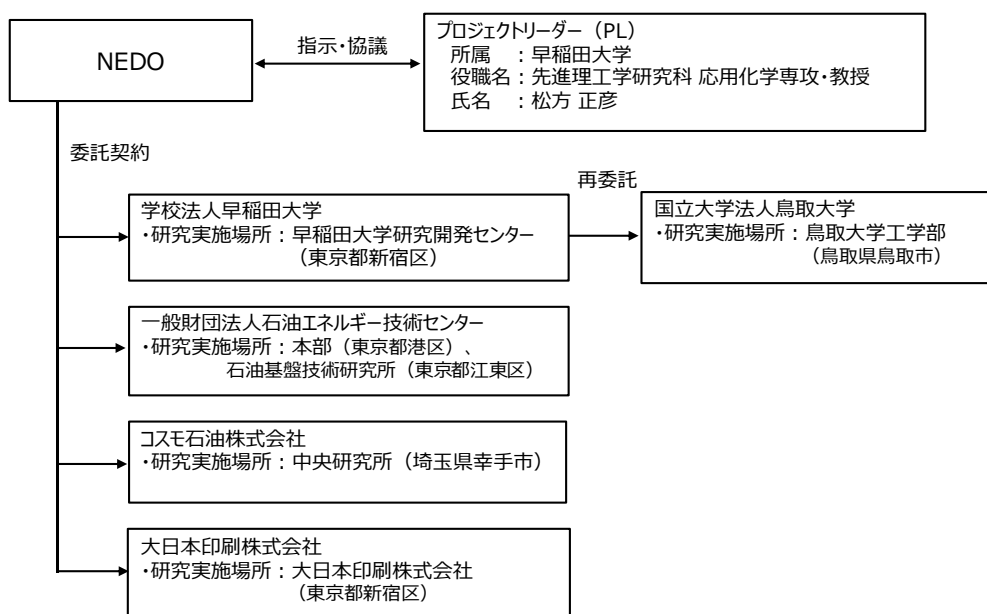 NEDO
指示・協議
プロジェクトリーダー（PL）
所属　：早稲田大学
役職名：先進理工学研究科 応用化学専攻・教授
氏名　：松方 正彦
委託契約
学校法人早稲田大学
・研究実施場所：早稲田大学研究開発センター
（東京都新宿区）
再委託
国立大学法人鳥取大学
・研究実施場所：鳥取大学工学部
（鳥取県鳥取市）
一般財団法人石油エネルギー技術センター
・研究実施場所：本部（東京都港区）、
石油基盤技術研究所（東京都江東区）
コスモ石油株式会社
・研究実施場所：中央研究所（埼玉県幸手市）
大日本印刷株式会社
・研究実施場所：大日本印刷株式会社
（東京都新宿区）